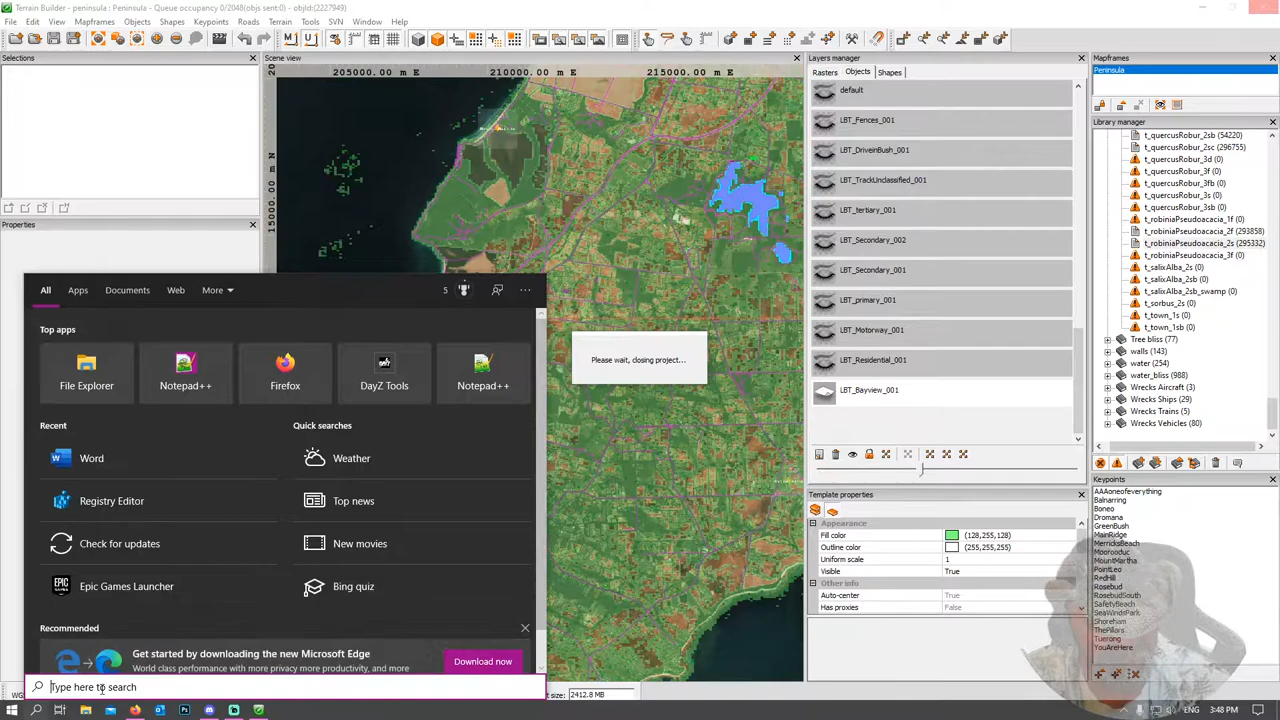 Terrain Builder - peninsula : Peninsula - Queue occupancy 0/2048(objs sent:0) - objId:(2227949)
File Edit View Mapframes Objects Shapes Keypoints Roads Terrain Tools SVN Window Help
Selections
Properties
Scene view
205000.00 m E 210000.00 m E 215000.00 m E
15000.00 m N
Please wait, closing project...
Layers manager
Rasters Objects Shapes
default
LBT_Fences_001
LBT_DriveinBush_001
LBT_TrackUnclassified_001
LBT_tertiary_001
LBT_Secondary_002
LBT_Secondary_001
LBT_primary_001
LBT_Motorway_001
LBT_Residential_001
LBT_Bayview_001
Template properties
Appearance
Fill color (128,255,128)
Outline color (255,255,255)
Uniform scale 1
Visible True
Other info
Auto-center True
Has proxies False
Mapframes
Peninsula
Library manager
t_quercusRobur_2sb (54220)
t_quercusRobur_2sc (296755)
t_quercusRobur_3d (0)
t_quercusRobur_3f (0)
t_quercusRobur_3fb (0)
t_quercusRobur_3s (0)
t_quercusRobur_3sb (0)
t_robiniaPseudoacacia_1f (0)
t_robiniaPseudoacacia_2f (293858)
t_robiniaPseudoacacia_2s (295332)
t_robiniaPseudoacacia_3f (0)
t_salixAlba_2s (0)
t_salixAlba_2sb (0)
t_salixAlba_2sb_swamp (0)
t_sorbus_2s (0)
t_town_1s (0)
t_town_1sb (0)
Tree bliss (77)
walls (143)
water (254)
water_bliss (988)
Wrecks Aircraft (3)
Wrecks Ships (29)
Wrecks Trains (5)
Wrecks Vehicles (80)
Keypoints
AAAoneofeverything
Balnarring
Boneo
Dromana
GreenBush
MainRidge
MerricksBeach
Moorooduc
MountMartha
PointLeo
RedHill
Rosebud
RosebudSouth
SafetyBeach
SeaWindsPark
Shoreham
ThePillars
Tuerong
YouAreHere
All Apps Documents Web More
5
Top apps
File Explorer
Notepad++
Firefox
DayZ Tools
Notepad++
Recent
Word
Registry Editor
Check for updates
Epic Games Launcher
Quick searches
Weather
Top news
New movies
Bing quiz
Recommended
Get started by downloading the new Microsoft Edge
World class performance with more privacy more productivity, and more
Download now
Type here to search
2412.8 MB
ENG 3:48 PM